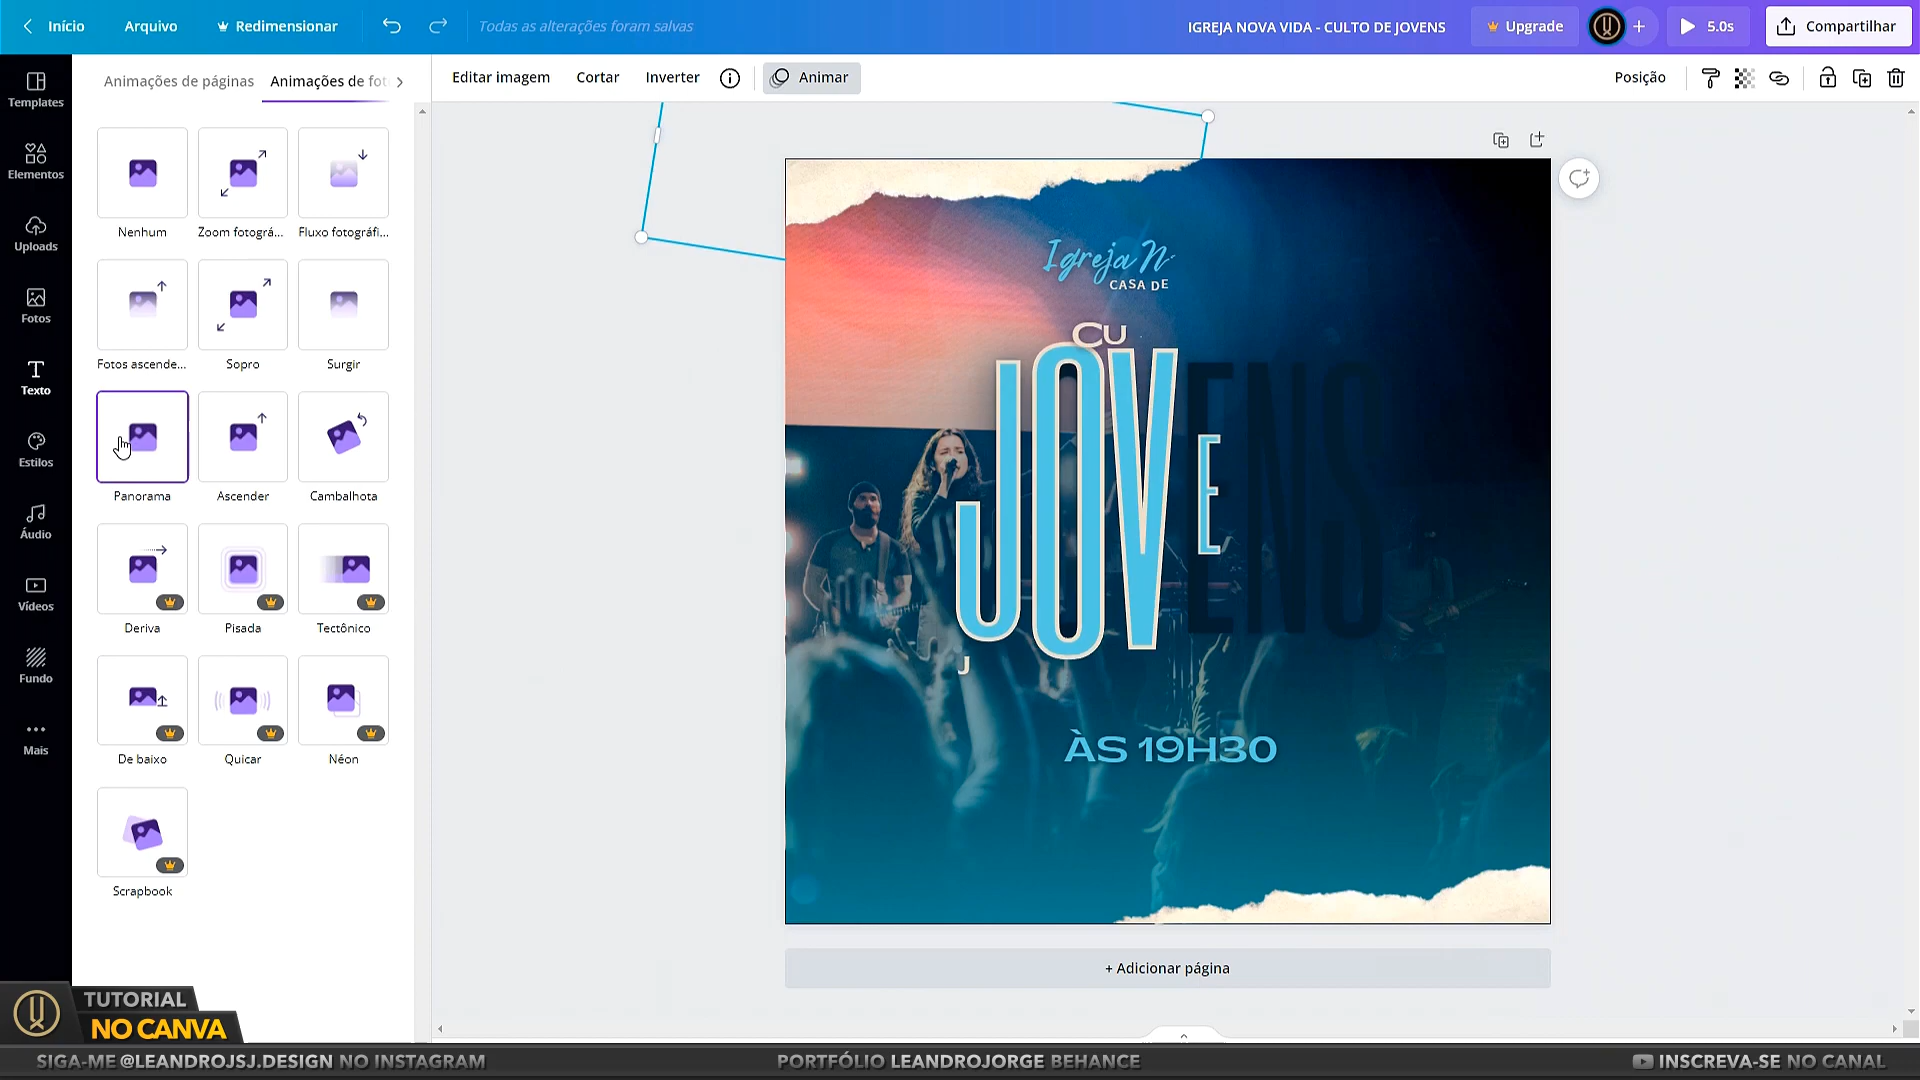 Início
Arquivo
Redimensionar
Todas as alterações foram salvas
IGREJA NOVA VIDA - CULTO DE JOVENS
Upgrade
5.0s
Compartilhar
Templates
Elementos
Uploads
Fotos
Texto
Estilos
Áudio
Vídeos
Fundo
Mais
Animações de páginas
Animações de fot
Nenhum
Zoom fotográ...
Fluxo fotográfi...
Fotos ascende...
Sopro
Surgir
Panorama
Ascender
Cambalhota
Deriva
Pisada
Tectônico
De baixo
Quicar
Néon
Scrapbook
Editar imagem
Cortar
Inverter
Animar
Posição
Igreja N
CASA DE
CU
JOVENS
E
J
ÀS 19H30
+ Adicionar página
TUTORIAL
NO CANVA
SIGA-ME @LEANDROJSJ.DESIGN NO INSTAGRAM
PORTFÓLIO LEANDROJORGE BEHANCE
INSCREVA-SE NO CANAL